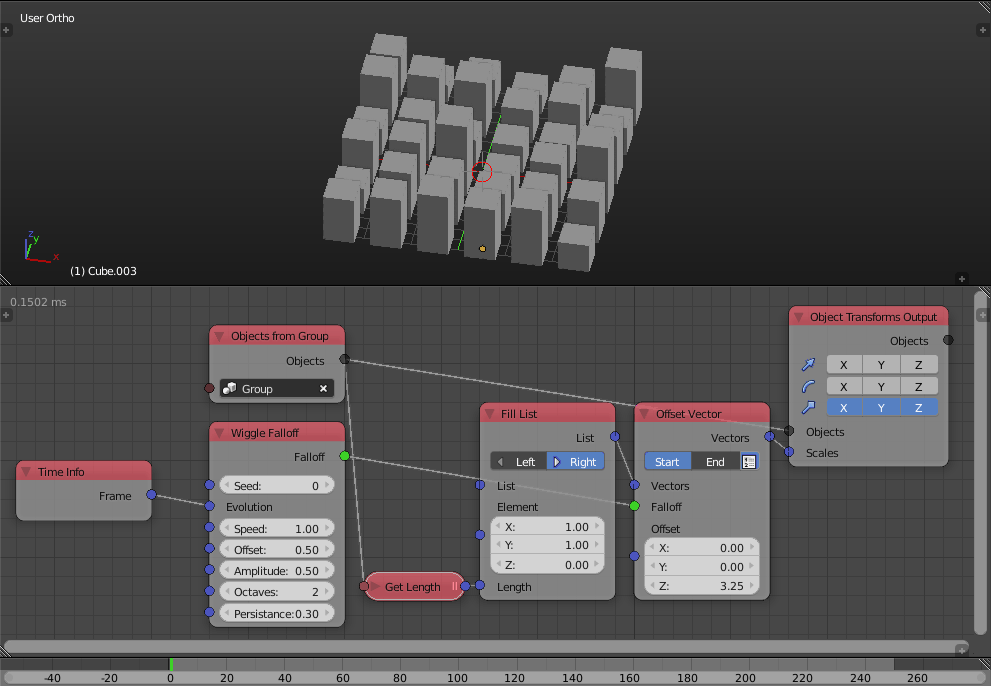 User Ortho
z
y
x
(1) Cube.003
0.1502 ms
Objects from Group
Objects
Group
Wiggle Falloff
Falloff
Seed: 0
Evolution
Speed: 1.00
Offset: 0.50
Amplitude: 0.50
Octaves: 2
Persistance: 0.30
Time Info
Frame
Get Length
Fill List
List
Left Right
List
Element
X: 1.00
Y: 1.00
Z: 0.00
Length
Offset Vector
Vectors
Start End
Vectors
Falloff
Offset
X: 0.00
Y: 0.00
Z: 3.25
Object Transforms Output
Objects
X Y Z
X Y Z
X Y Z
Objects
Scales
-40 -20 0 20 40 60 80 100 120 140 160 180 200 220 240 260